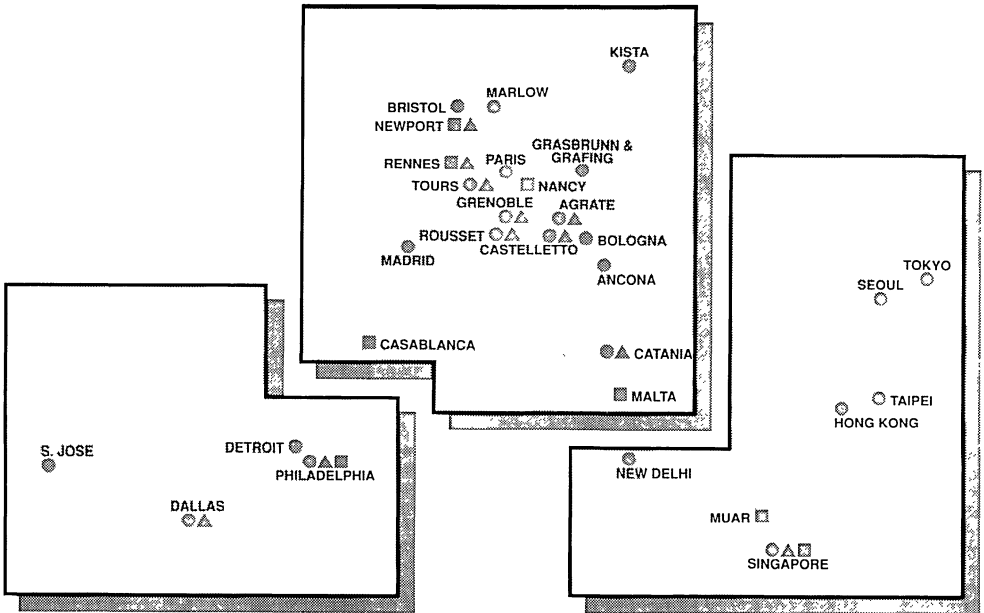 KISTA
MARLOW
BRISTOL
NEWPORT
GRASBRUNN &
GRAFING
RENNES
PARIS
TOURS
NANCY
GRENOBLE
AGRATE
ROUSSET
CASTELLETTO
BOLOGNA
MADRID
ANCONA
CASABLANCA
CATANIA
MALTA
S. JOSE
DETROIT
PHILADELPHIA
DALLAS
TOKYO
SEOUL
TAIPEI
HONG KONG
NEW DELHI
MUAR
SINGAPORE